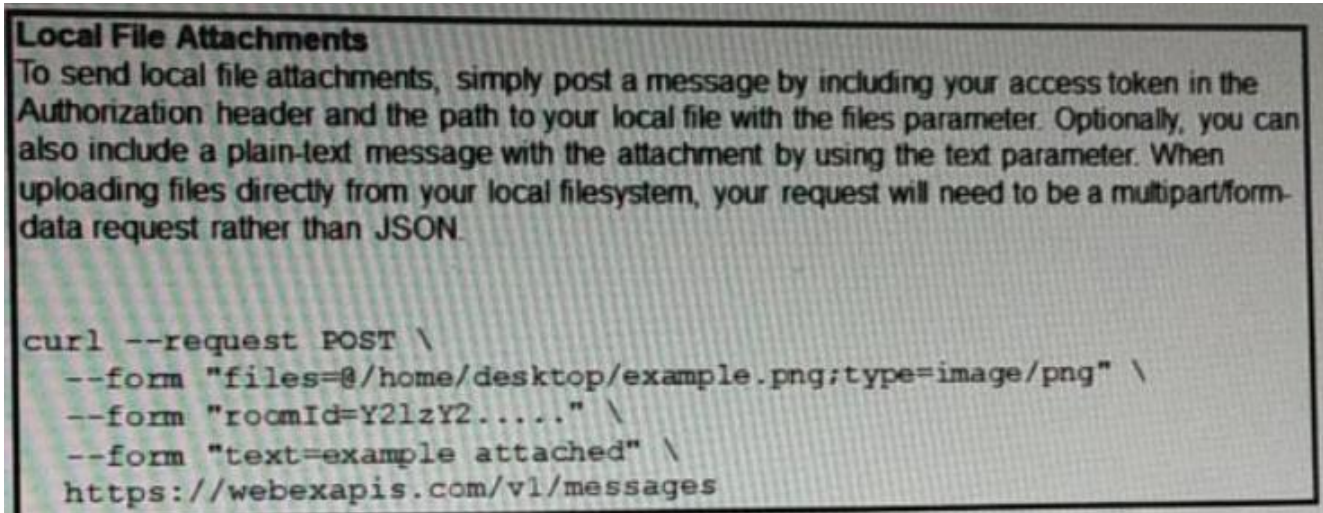 Local File Attachments
To send local file attachments, simply post a message by including your access token in the
Authorization header and the path to your local file with the files parameter. Optionally, you can
also include a plain-text message with the attachment by using the text parameter. When
uploading files directly from your local filesystem, your request will need to be a multipart/form-
data request rather than JSON.
curl --request POST \
--form "files=@/home/desktop/example.png;type=image/png" \
--form "roomId=Y2lzY2....." \
--form "text=example attached" \
https://webexapis.com/v1/messages